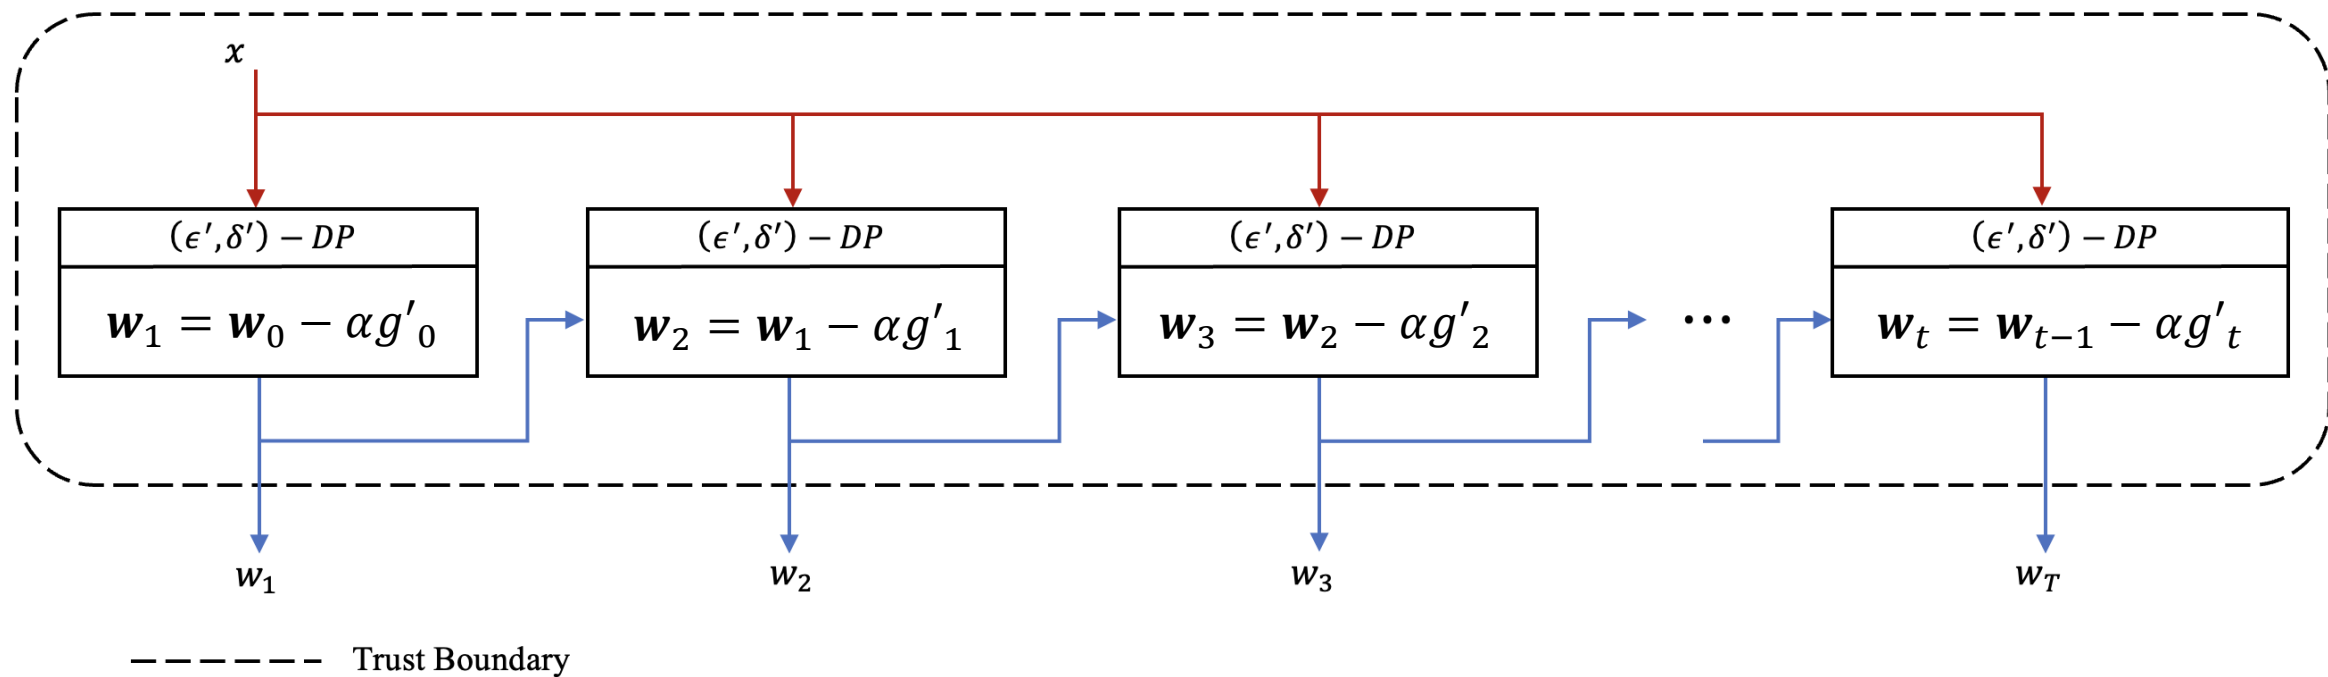 x
(ϵ′,δ′) − DP
w₁ = w₀ − αg′₀
(ϵ′,δ′) − DP
w₂ = w₁ − αg′₁
(ϵ′,δ′) − DP
w₃ = w₂ − αg′₂
...
(ϵ′,δ′) − DP
wₜ = wₜ₋₁ − αg′ₜ
w₁
w₂
w₃
w_T
Trust Boundary